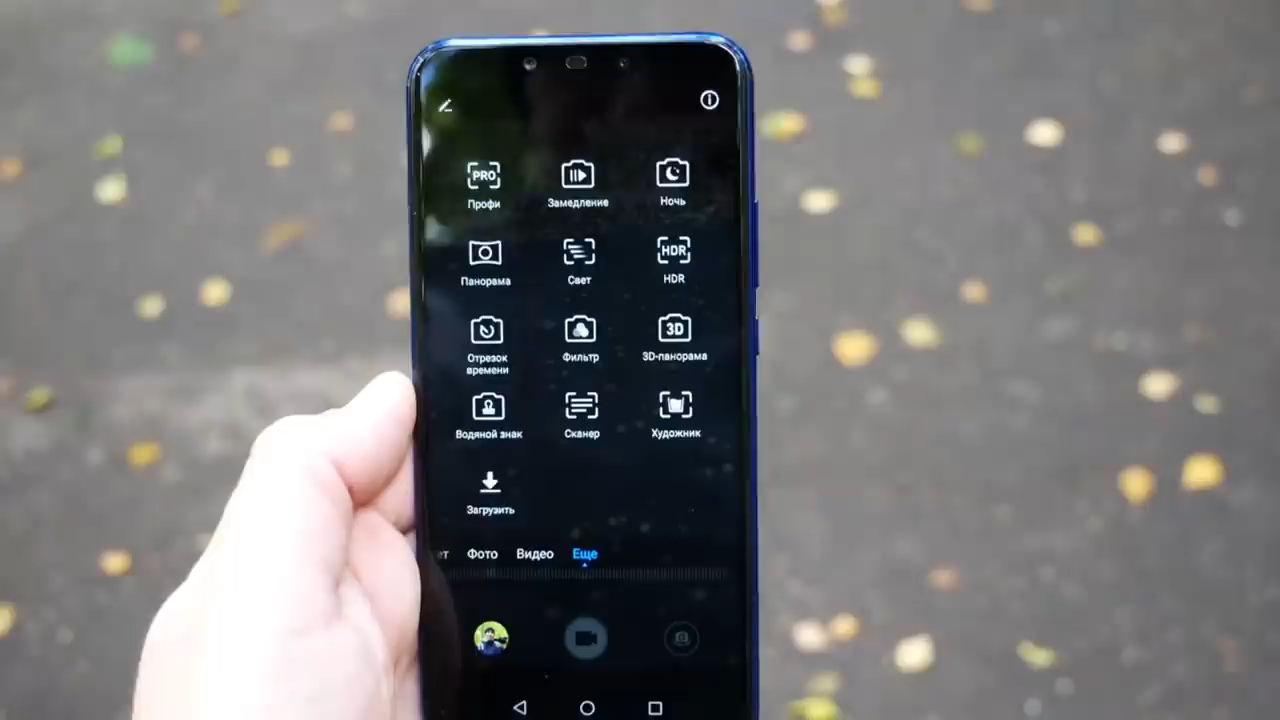 PRO
Профи
Замедление
Ночь
Панорама
Свет
HDR
HDR
Отрезок
времени
Фильтр
3D
3D-панорама
Водяной знак
Сканер
Художник
Загрузить
ет Фото Видео Еще